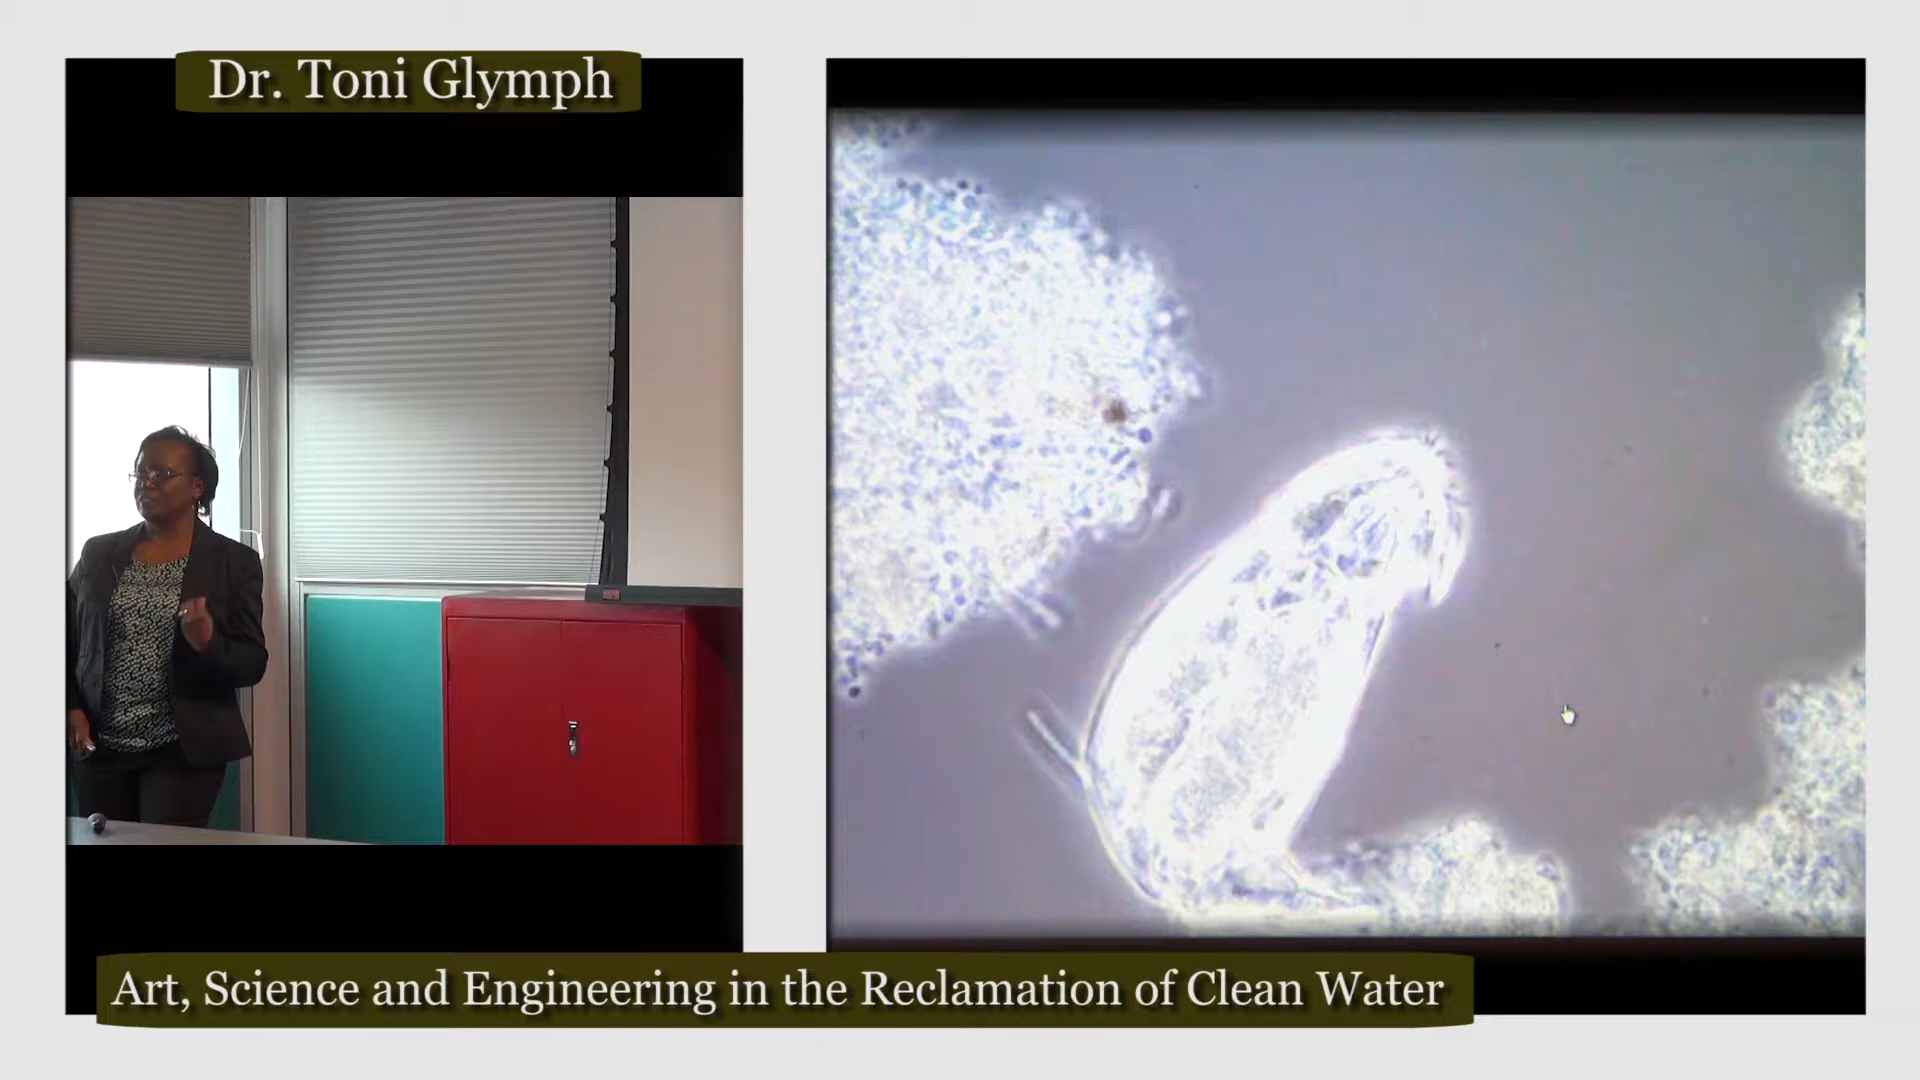 Dr. Toni Glymph
Art, Science and Engineering in the Reclamation of Clean Water